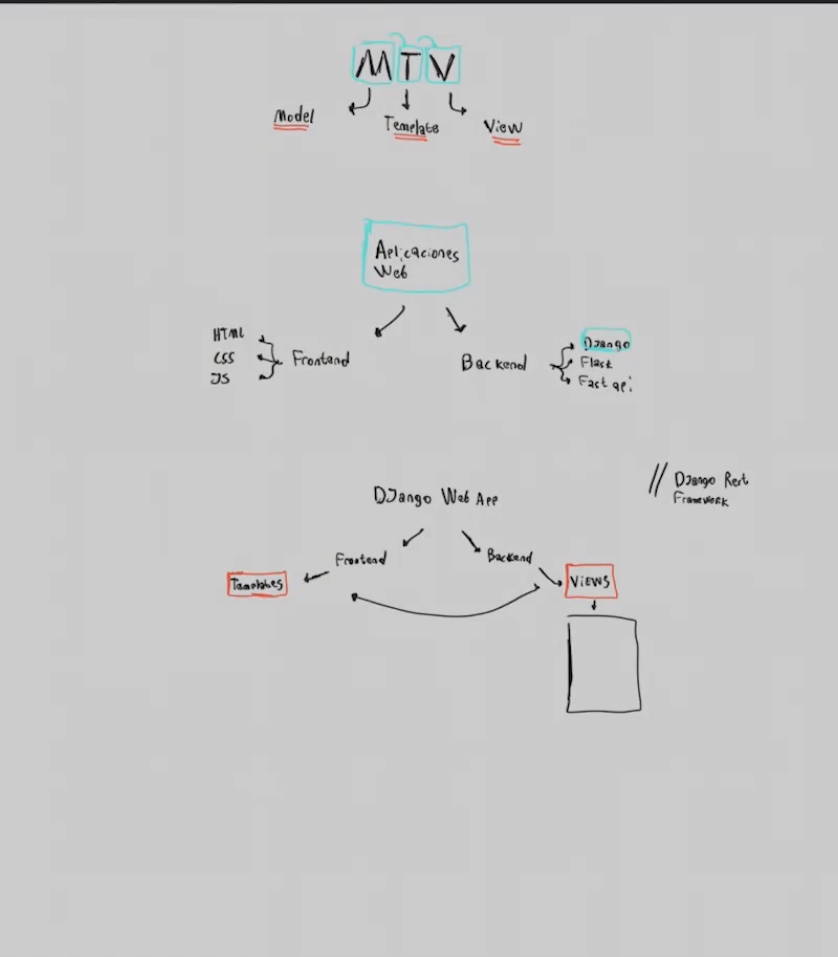 MTV
Model
Template
View
Aplicaciones
Web
HTML
CSS
JS
Frontend
Backend
DJango
Flask
Fast api
DJango Web App
// DJango Rest
Framework
Frontend
Backend
Templates
Views